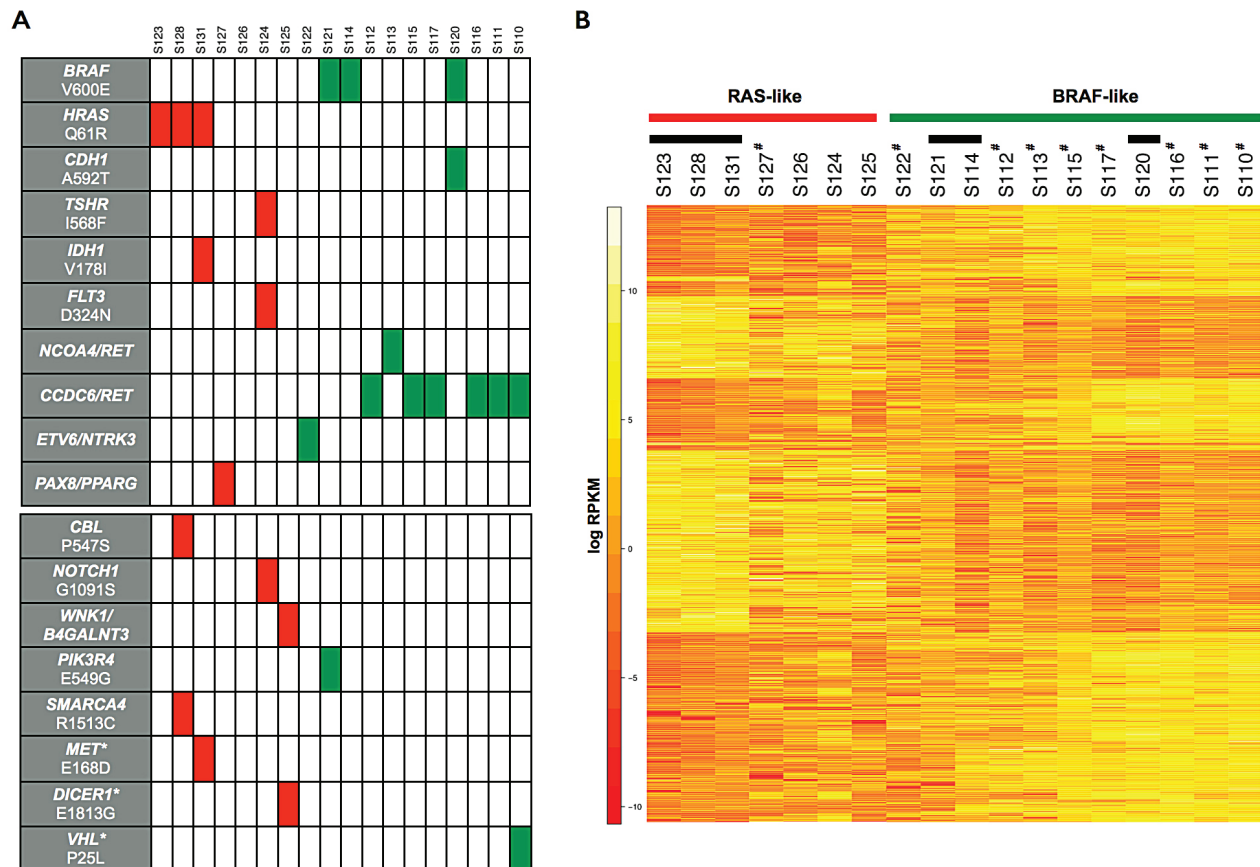 A
S123 S128 S131 S127 S126 S124 S125 S122 S121 S114 S112 S113 S115 S117 S120 S116 S111 S110
BRAF
V600E
HRAS
Q61R
CDH1
A592T
TSHR
I568F
IDH1
V178I
FLT3
D324N
NCOA4/RET
CCDC6/RET
ETV6/NTRK3
PAX8/PPARG
CBL
P547S
NOTCH1
G1091S
WNK1/
B4GALNT3
PIK3R4
E549G
SMARCA4
R1513C
MET*
E168D
DICER1*
E1813G
VHL*
P25L
B
RAS-like BRAF-like
S123 S128 S131 S127# S126 S124 S125 S122# S121 S114 S112# S113# S115# S117# S120 S116# S111# S110#
log RPKM
10
5
0
−5
−10